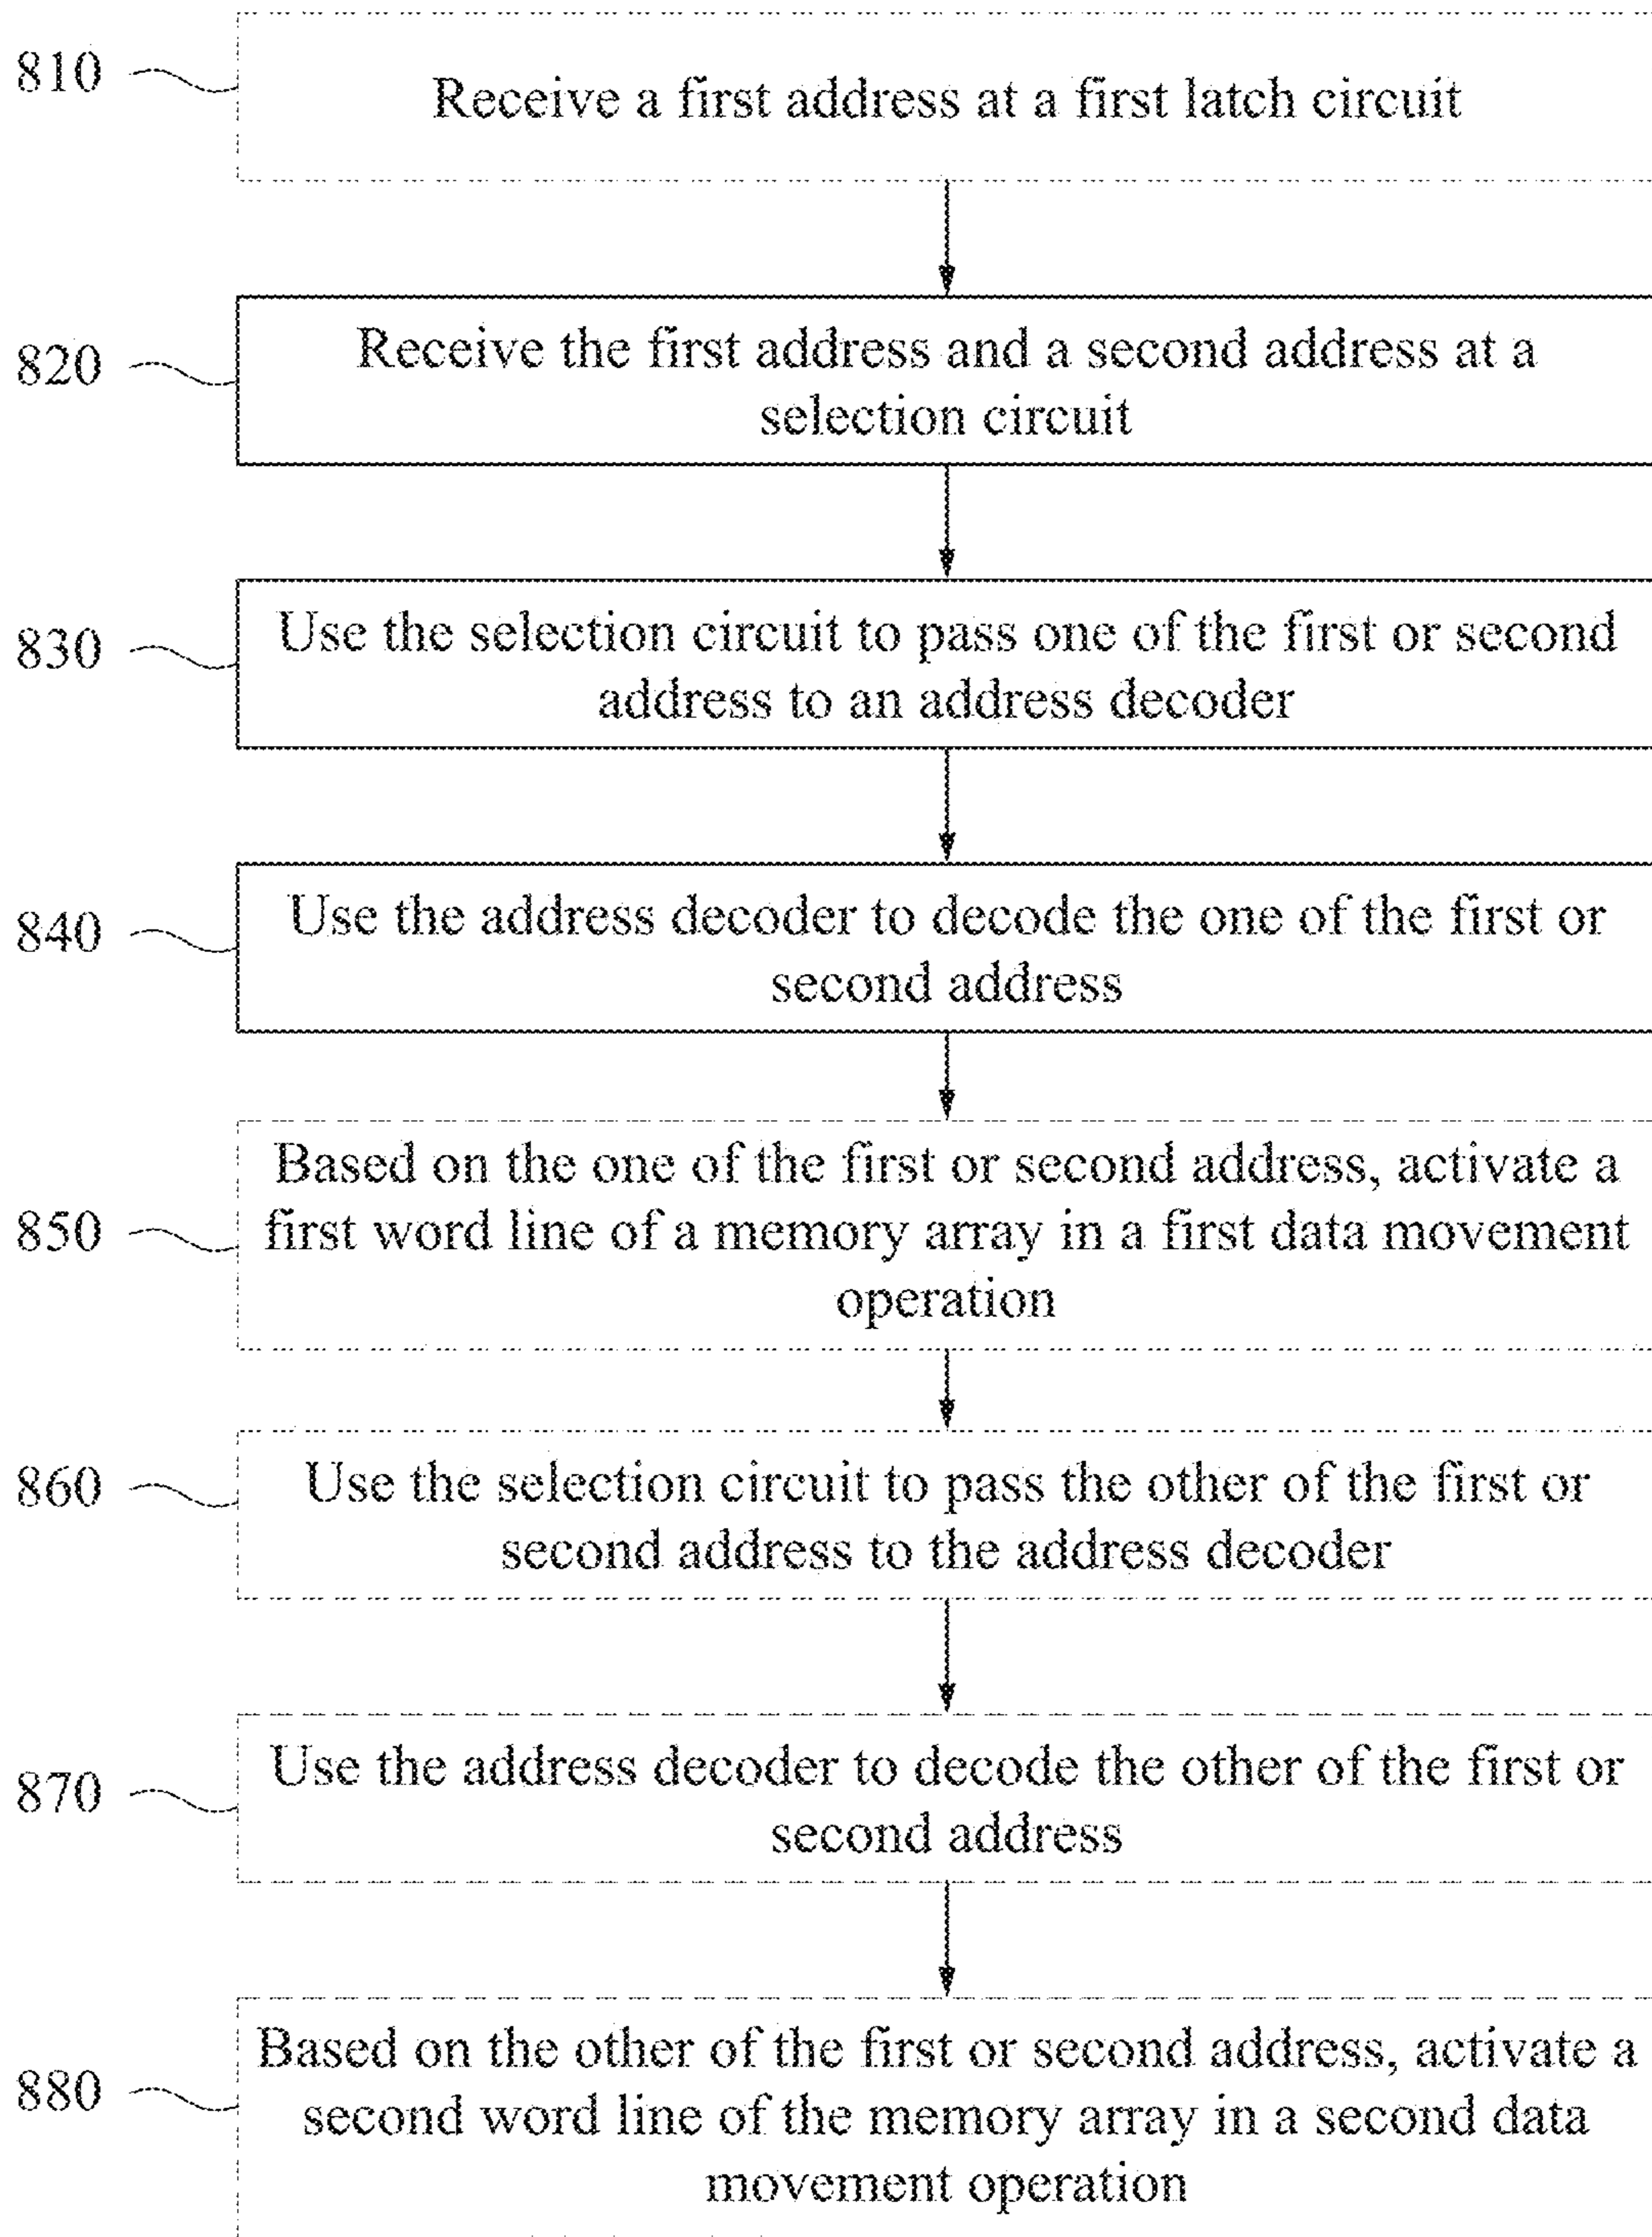 810
Receive a first address at a first latch circuit
820
Receive the first address and a second address at a
selection circuit
830
Use the selection circuit to pass one of the first or second
address to an address decoder
840
Use the address decoder to decode the one of the first or
second address
850
Based on the one of the first or second address, activate a
first word line of a memory array in a first data movement
operation
860
Use the selection circuit to pass the other of the first or
second address to the address decoder
870
Use the address decoder to decode the other of the first or
second address
880
Based on the other of the first or second address, activate a
second word line of the memory array in a second data
movement operation